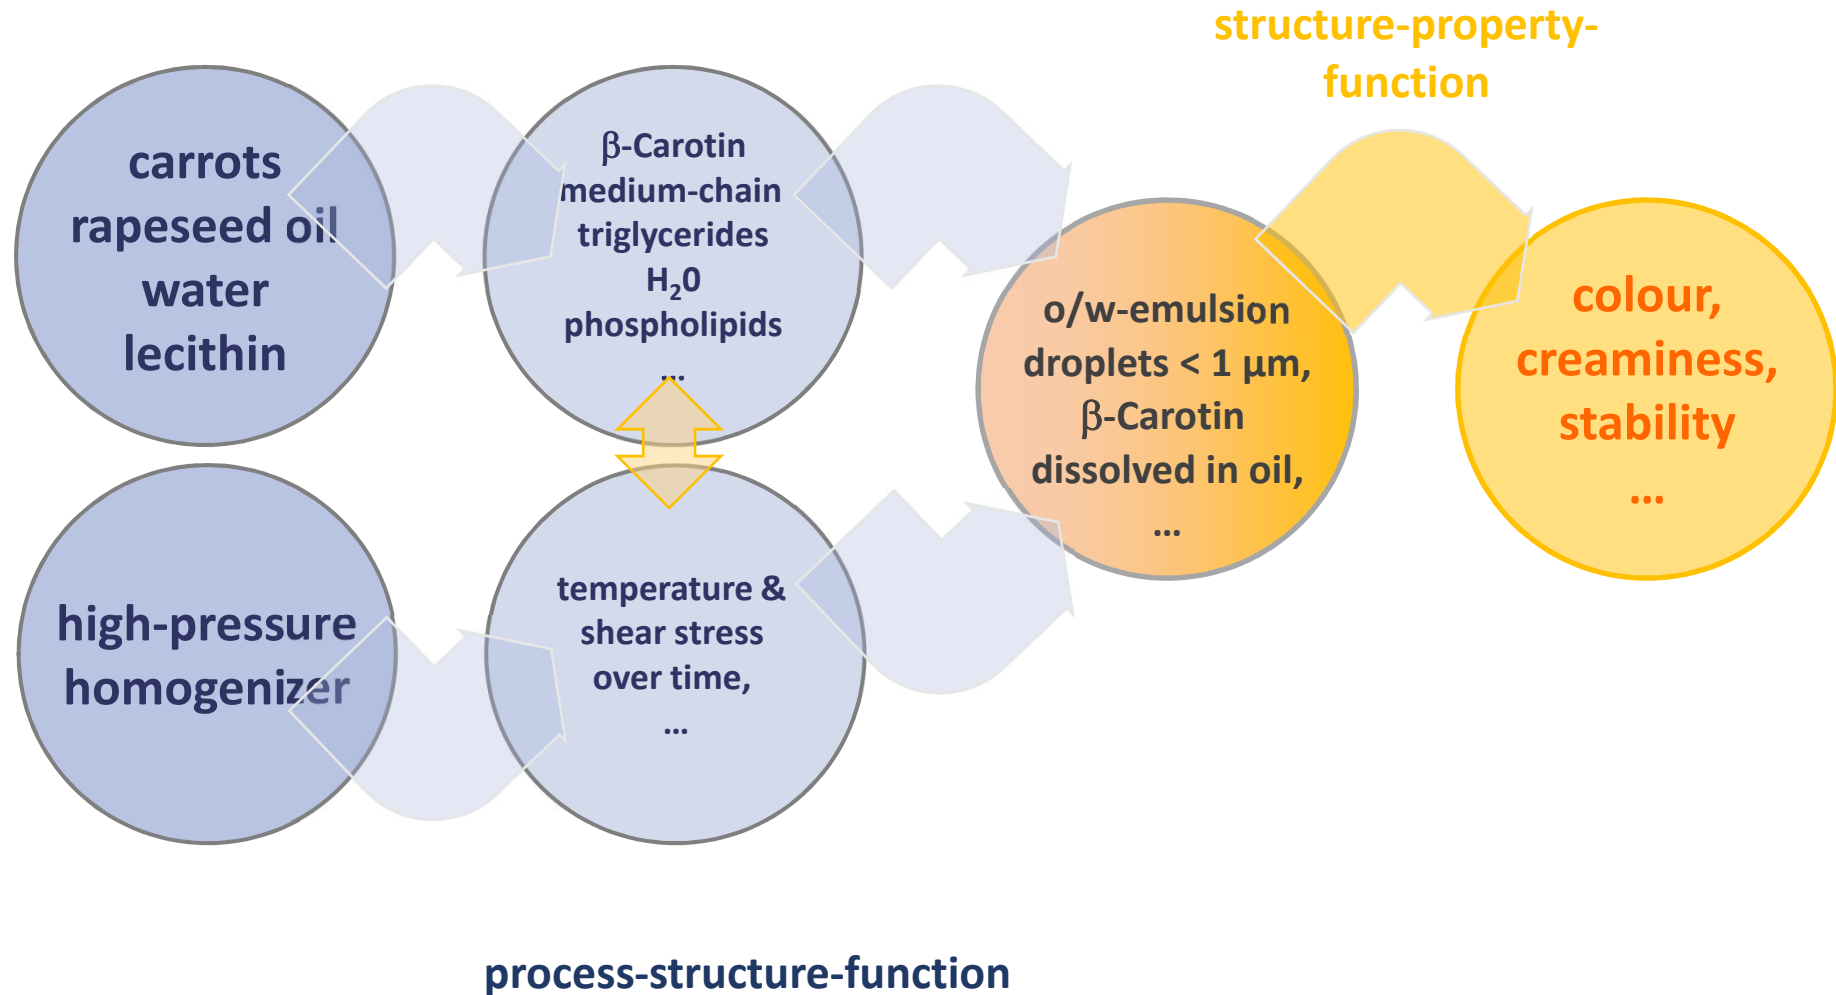 structure-property-
function
carrots
rapeseed oil
water
lecithin
β-Carotin
medium-chain
triglycerides
H₂0
phospholipids
...
o/w-emulsion
droplets < 1 µm,
β-Carotin
dissolved in oil,
...
colour,
creaminess,
stability
...
high-pressure
homogenizer
temperature &
shear stress
over time,
...
process-structure-function